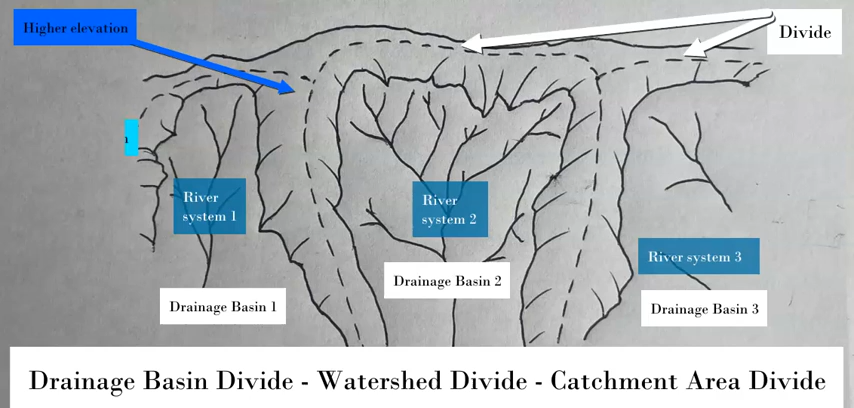 Higher elevation
Divide
River
system 1
River
system 2
River system 3
Drainage Basin 2
Drainage Basin 1
Drainage Basin 3
Drainage Basin Divide - Watershed Divide - Catchment Area Divide